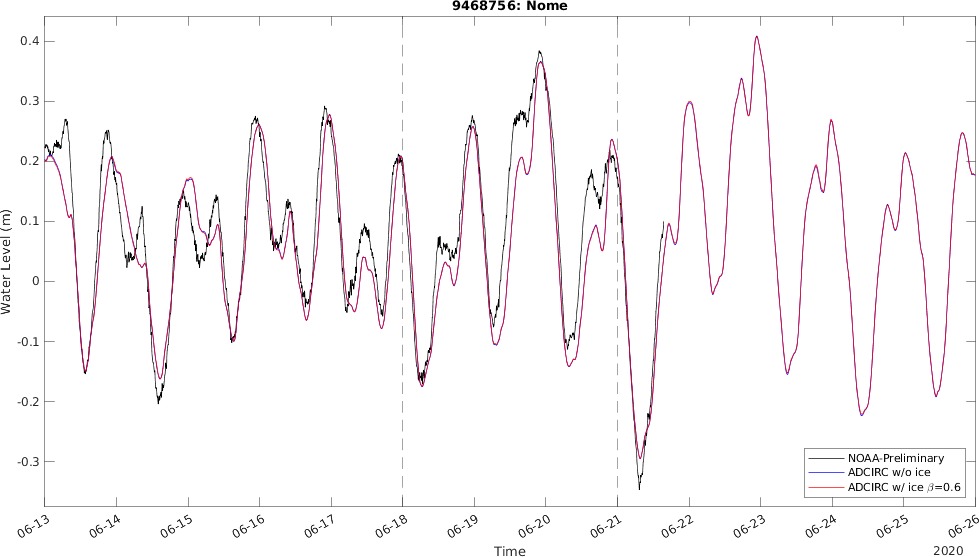 9468756: Nome
0.4
0.3
0.2
0.1
0
-0.1
-0.2
-0.3
Water Level (m)
NOAA-Preliminary
ADCIRC w/o ice
ADCIRC w/ ice β=0.6
06-13 06-14 06-15 06-16 06-17 06-18 06-19 06-20 06-21 06-22 06-23 06-24 06-25 06-26
Time
2020